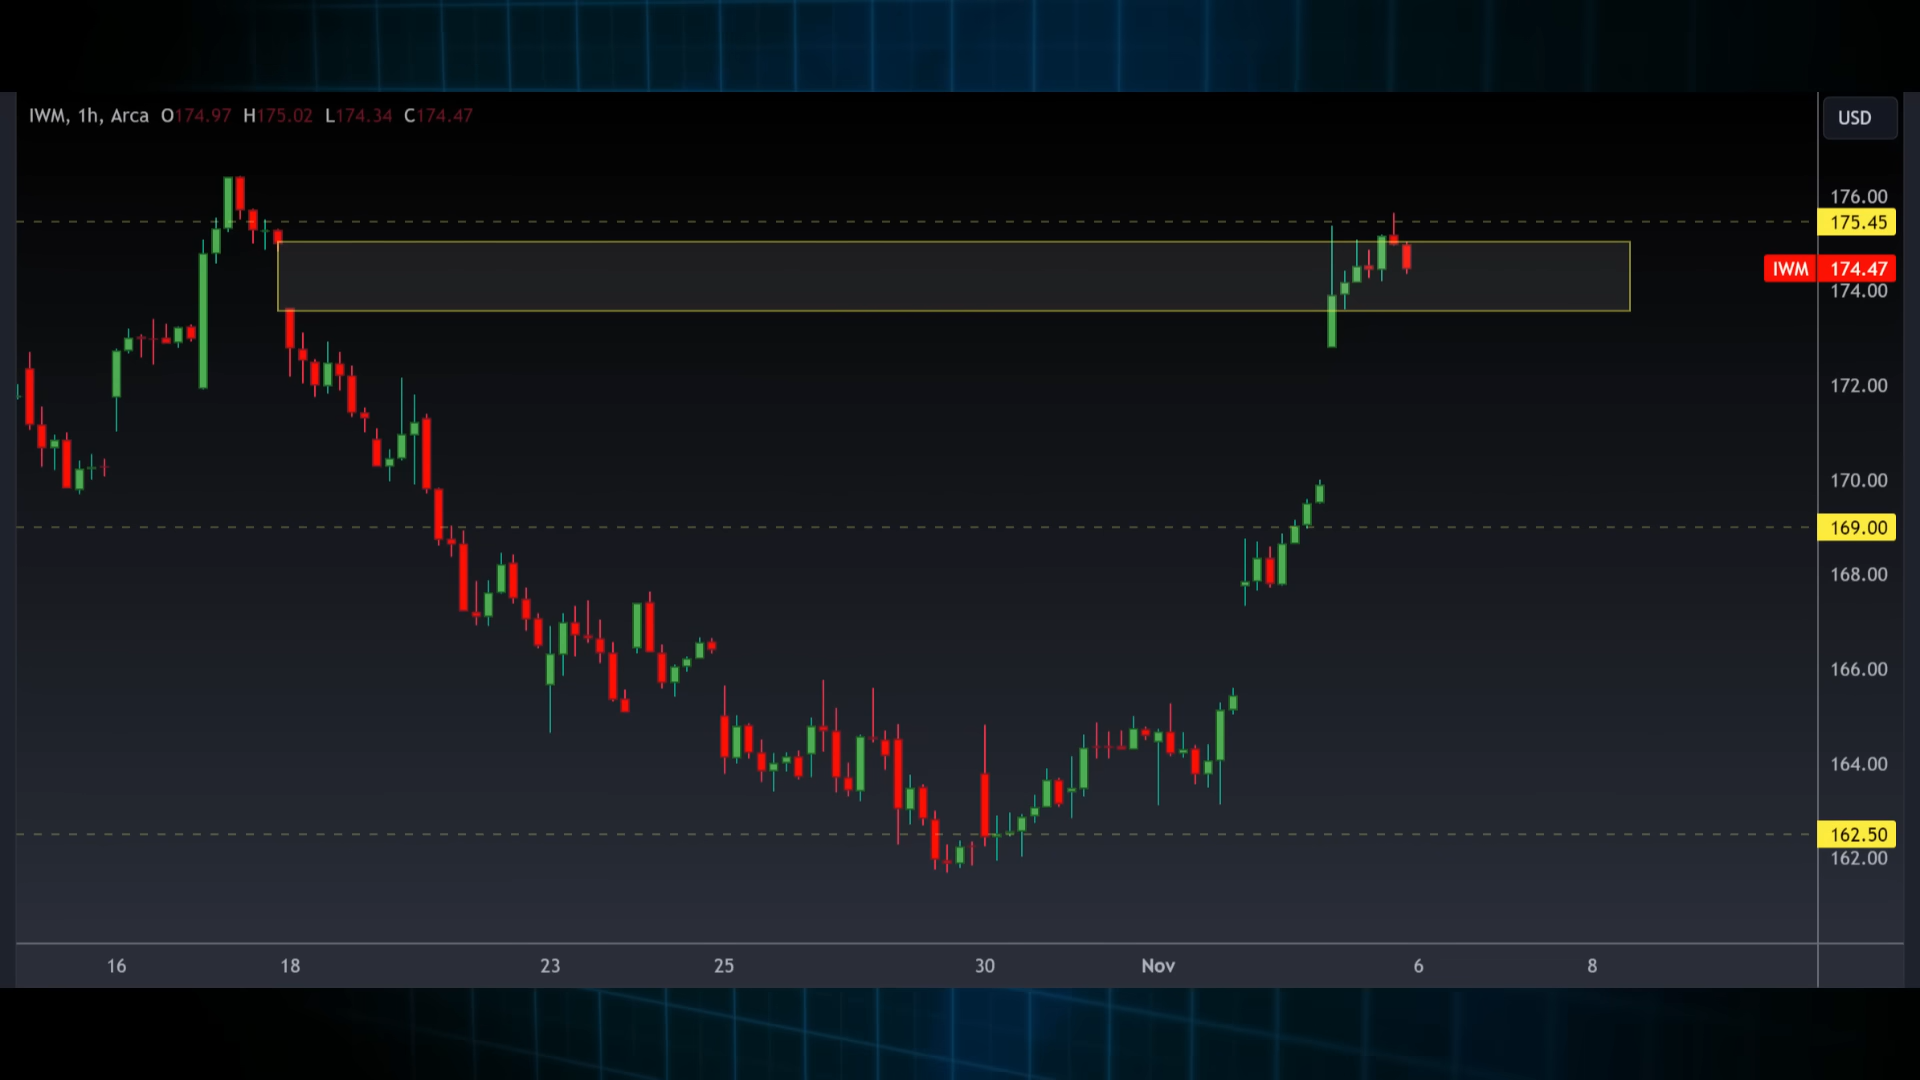 IWM, 1h, Arca O174.97 H175.02 L174.34 C174.47
USD
176.00
175.45
IWM 174.47
174.00
172.00
170.00
169.00
168.00
166.00
164.00
162.50
162.00
16 18 23 25 30 Nov 6 8